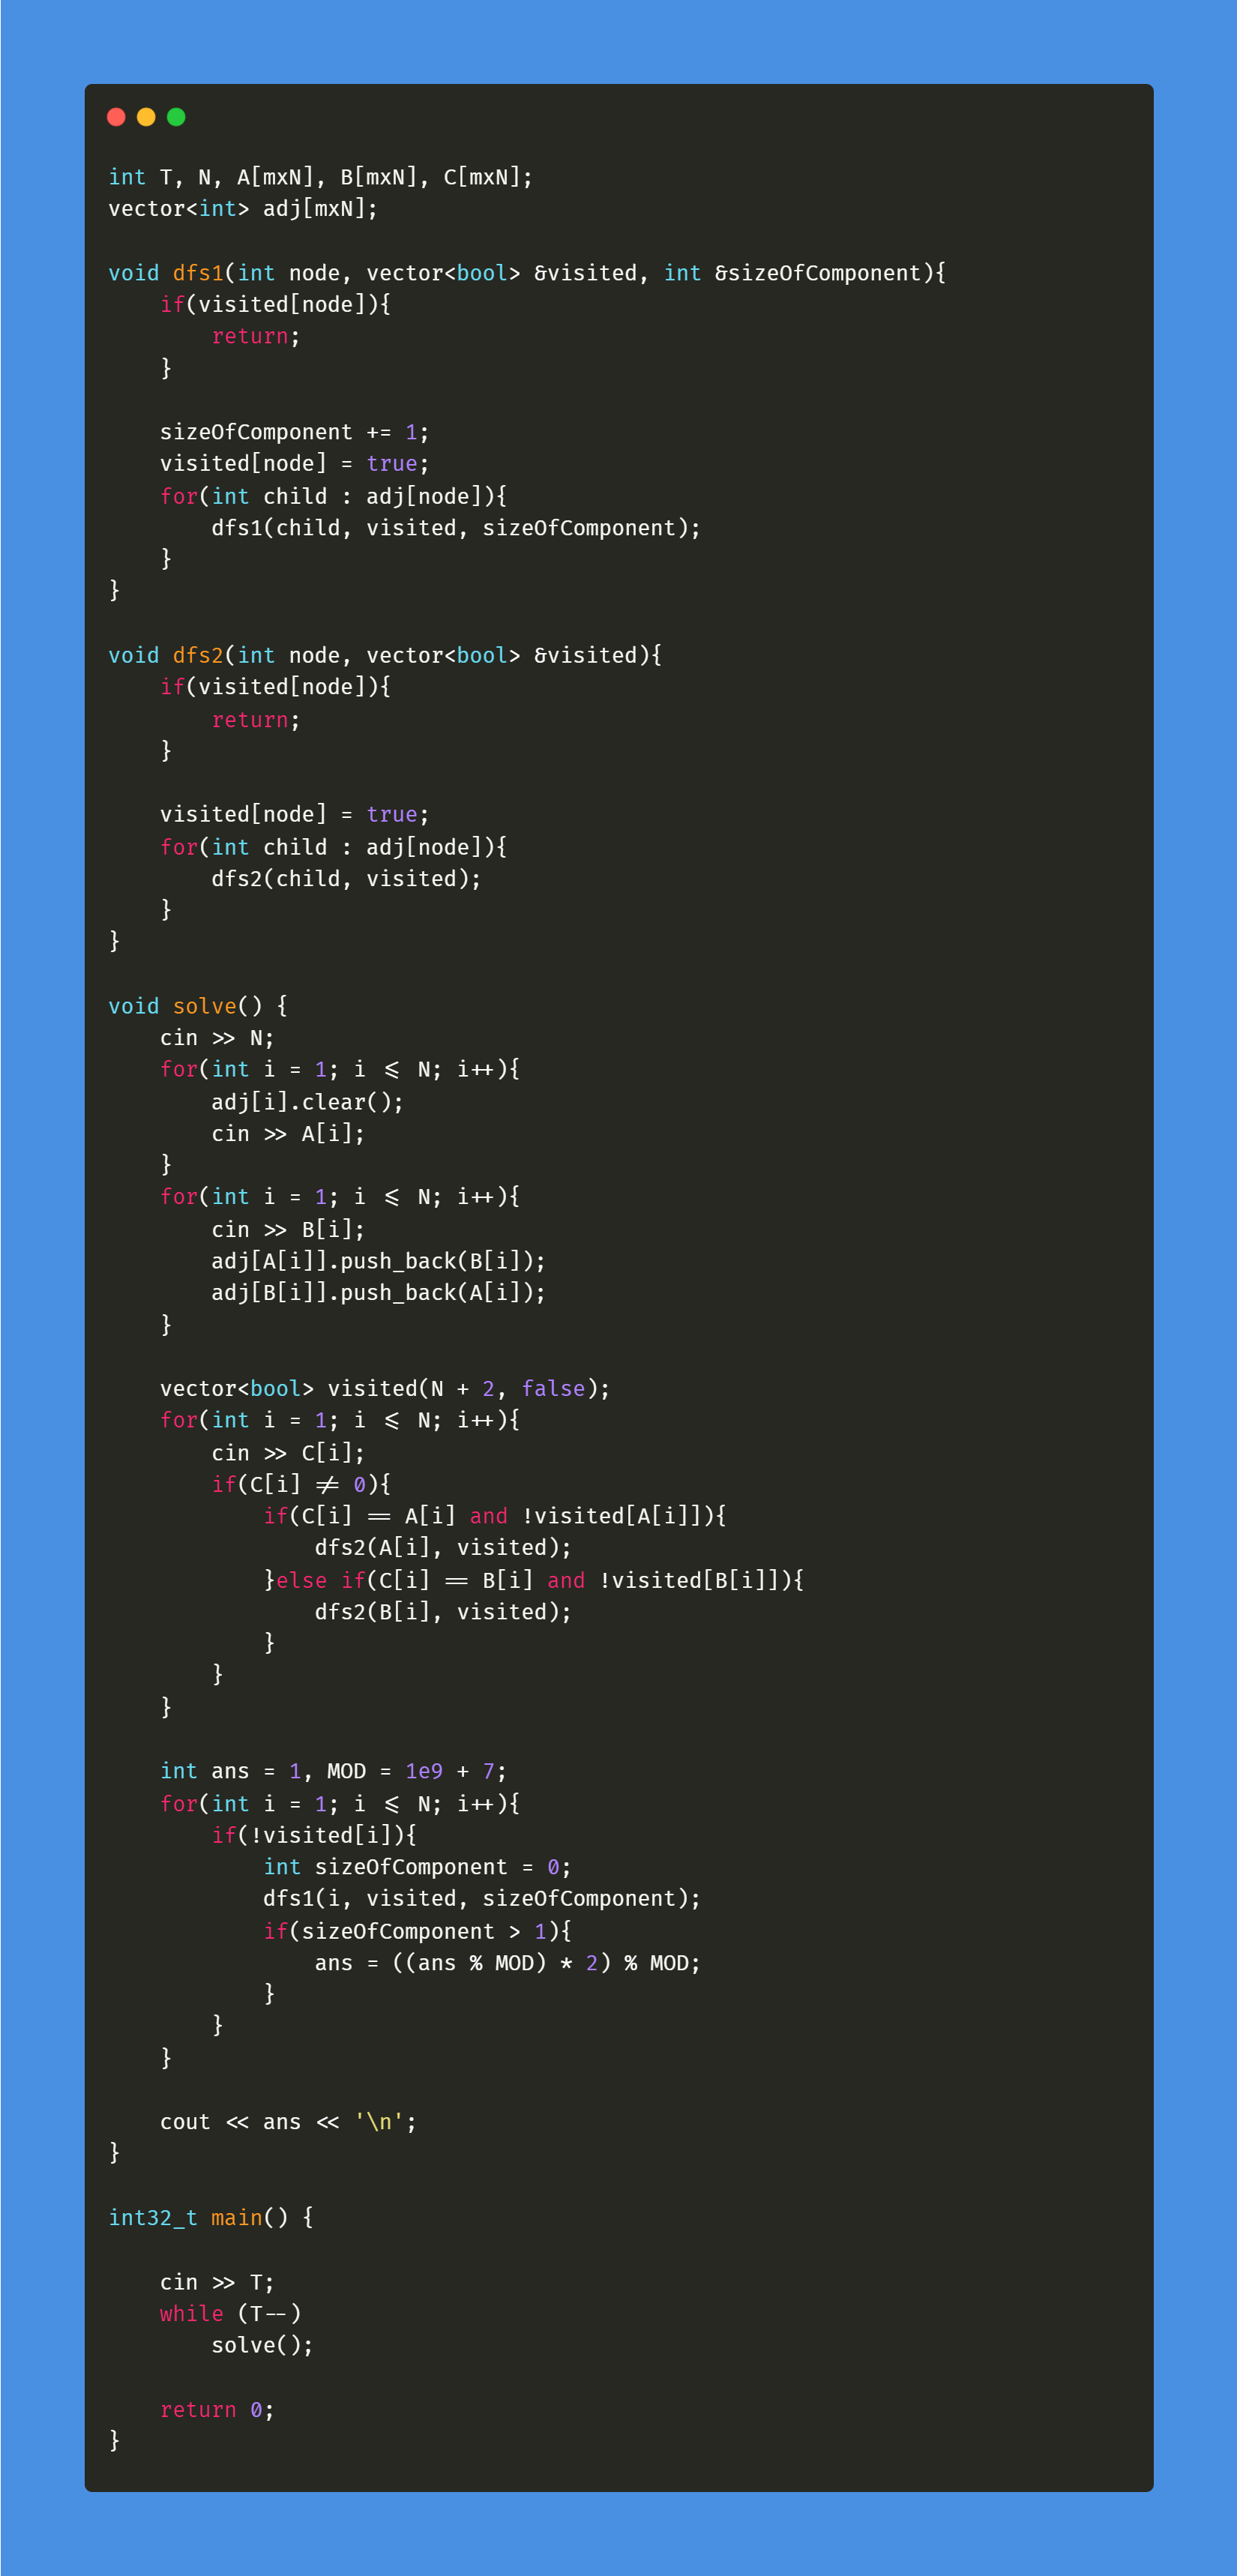 int T, N, A[mxN], B[mxN], C[mxN];
vector<int> adj[mxN];

void dfs1(int node, vector<bool> &visited, int &sizeOfComponent){
    if(visited[node]){
        return;
    }

    sizeOfComponent += 1;
    visited[node] = true;
    for(int child : adj[node]){
        dfs1(child, visited, sizeOfComponent);
    }
}

void dfs2(int node, vector<bool> &visited){
    if(visited[node]){
        return;
    }

    visited[node] = true;
    for(int child : adj[node]){
        dfs2(child, visited);
    }
}

void solve() {
    cin >> N;
    for(int i = 1; i <= N; i++){
        adj[i].clear();
        cin >> A[i];
    }
    for(int i = 1; i <= N; i++){
        cin >> B[i];
        adj[A[i]].push_back(B[i]);
        adj[B[i]].push_back(A[i]);
    }

    vector<bool> visited(N + 2, false);
    for(int i = 1; i <= N; i++){
        cin >> C[i];
        if(C[i] != 0){
            if(C[i] == A[i] and !visited[A[i]]){
                dfs2(A[i], visited);
            }else if(C[i] == B[i] and !visited[B[i]]){
                dfs2(B[i], visited);
            }
        }
    }

    int ans = 1, MOD = 1e9 + 7;
    for(int i = 1; i <= N; i++){
        if(!visited[i]){
            int sizeOfComponent = 0;
            dfs1(i, visited, sizeOfComponent);
            if(sizeOfComponent > 1){
                ans = ((ans % MOD) * 2) % MOD;
            }
        }
    }

    cout << ans << '\n';
}

int32_t main() {

    cin >> T;
    while (T--)
        solve();

    return 0;
}